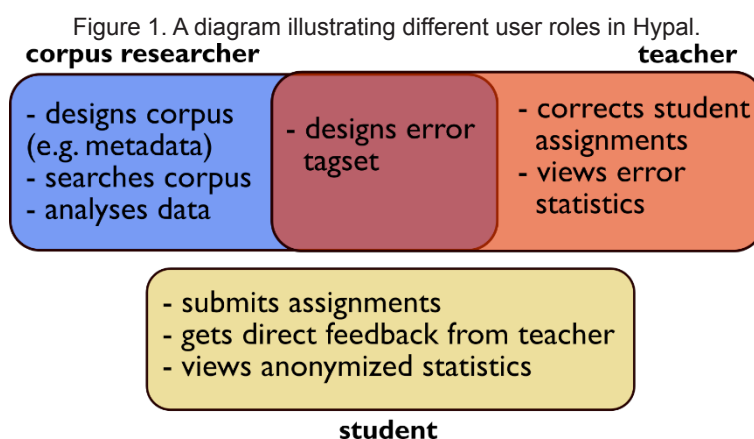 Figure 1. A diagram illustrating different user roles in Hypal.
corpus researcher
teacher
- designs corpus
(e.g. metadata)
- searches corpus
- analyses data
- designs error
tagset
- corrects student
assignments
- views error
statistics
- submits assignments
- gets direct feedback from teacher
- views anonymized statistics
student